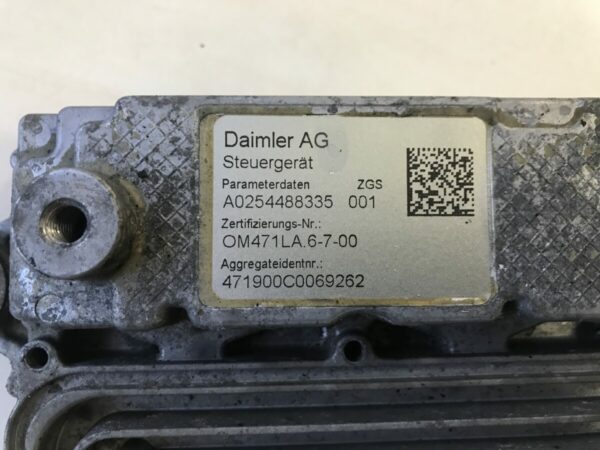 Daimler AG
Steuergerät
Parameterdaten ZGS
A0254488335 001
Zertifizierungs-Nr.:
OM471LA.6-7-00
Aggregateidentnr.:
471900C0069262